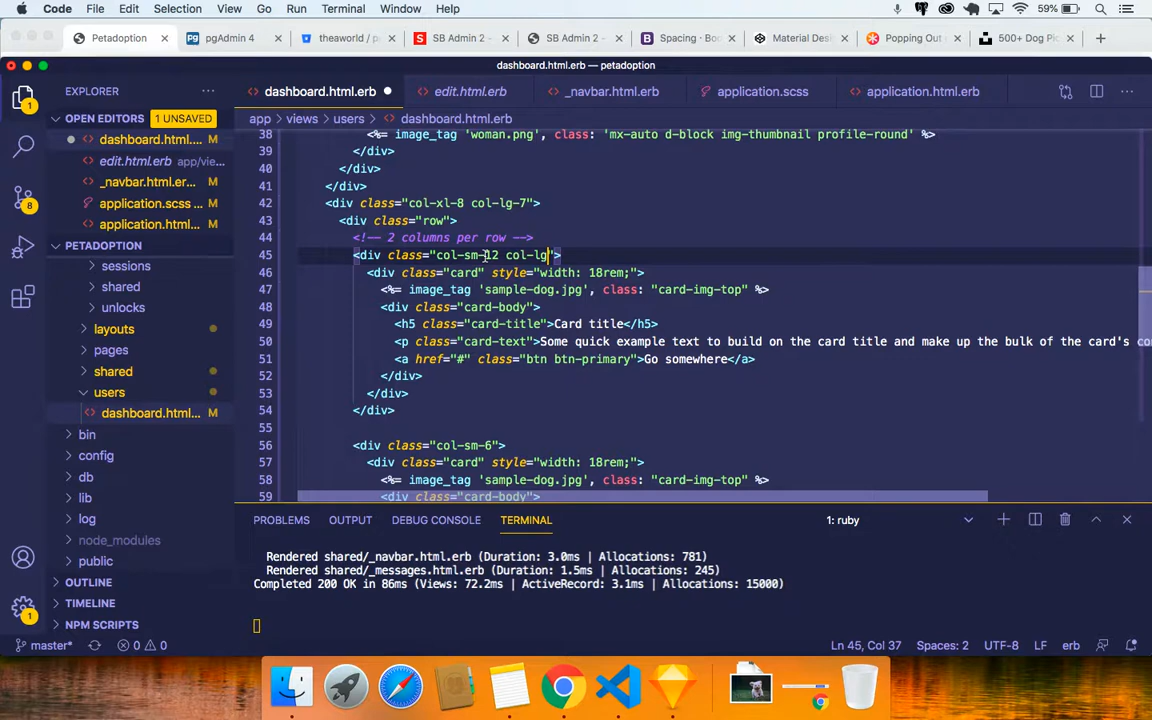 Code File Edit Selection View Go Run Terminal Window Help 59%
Petadoption pgAdmin 4 theaworld / p SB Admin 2 - SB Admin 2 - Spacing · Boo Material Des Popping Out 500+ Dog Pic
dashboard.html.erb — petadoption
EXPLORER
dashboard.html.erb edit.html.erb _navbar.html.erb application.scss application.html.erb
OPEN EDITORS 1 UNSAVED
app > views > users > dashboard.html.erb
dashboard.html.... M
edit.html.erb app/vie...
_navbar.html.er... M
application.scss M
application.html... M
PETADOPTION
sessions
shared
unlocks
layouts
pages
shared
users
dashboard.html... M
bin
config
db
lib
log
node_modules
public
OUTLINE
TIMELINE
NPM SCRIPTS
38 <%= image_tag 'woman.png', class: 'mx-auto d-block img-thumbnail profile-round' %>
39 </div>
40 </div>
41 </div>
42 <div class="col-xl-8 col-lg-7">
43 <div class="row">
44 <!-- 2 columns per row -->
45 <div class="col-sm-12 col-lg">
46 <div class="card" style="width: 18rem;">
47 <%= image_tag 'sample-dog.jpg', class: "card-img-top" %>
48 <div class="card-body">
49 <h5 class="card-title">Card title</h5>
50 <p class="card-text">Some quick example text to build on the card title and make up the bulk of the card's co
51 <a href="#" class="btn btn-primary">Go somewhere</a>
52 </div>
53 </div>
54 </div>
55
56 <div class="col-sm-6">
57 <div class="card" style="width: 18rem;">
58 <%= image_tag 'sample-dog.jpg', class: "card-img-top" %>
59 <div class="card-body">
PROBLEMS OUTPUT DEBUG CONSOLE TERMINAL 1: ruby
Rendered shared/_navbar.html.erb (Duration: 3.0ms | Allocations: 781)
Rendered shared/_messages.html.erb (Duration: 1.5ms | Allocations: 245)
Completed 200 OK in 86ms (Views: 72.2ms | ActiveRecord: 3.1ms | Allocations: 15000)
master* 0 0 Ln 45, Col 37 Spaces: 2 UTF-8 LF erb